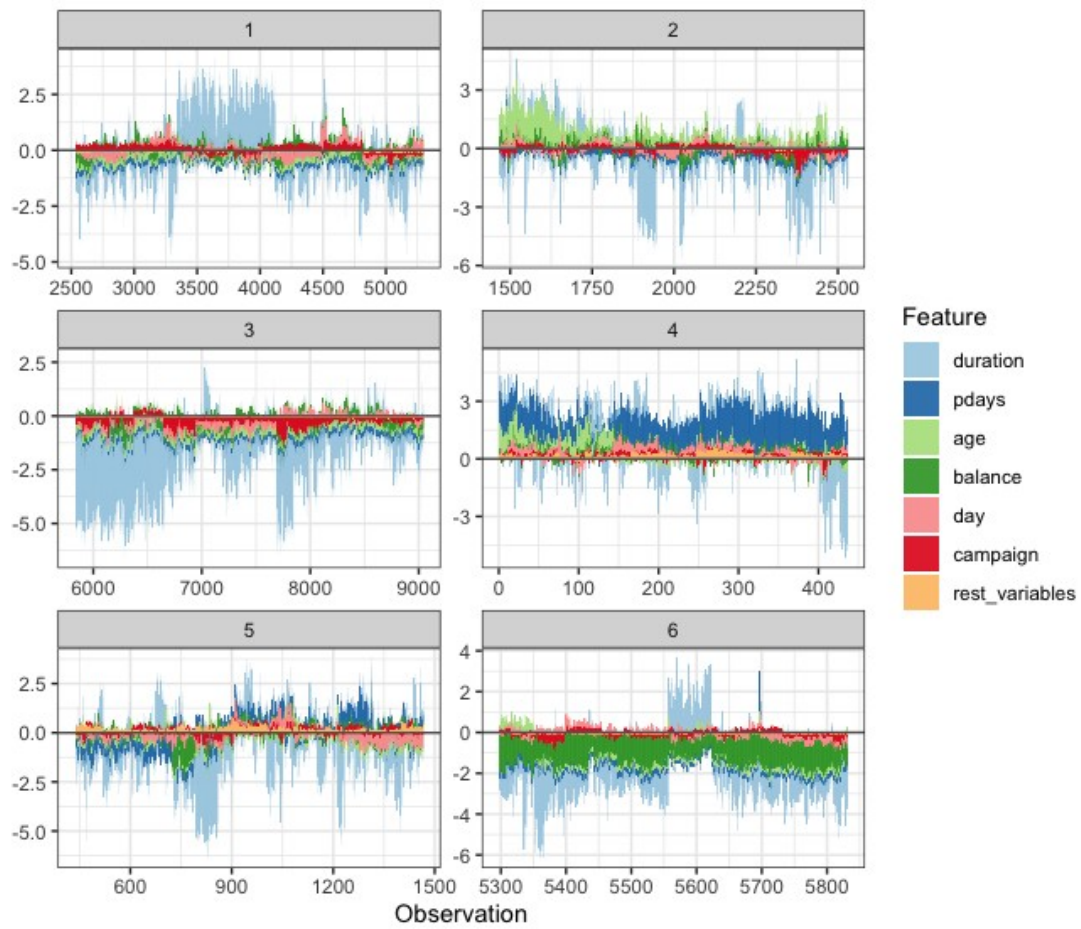 1
2
2.5
0.0
-2.5
-5.0
3
0
-3
-6
2500 3000 3500 4000 4500 5000
1500 1750 2000 2250 2500
3
4
2.5
0.0
-2.5
-5.0
3
0
-3
6000 7000 8000 9000
0 100 200 300 400
5
6
2.5
0.0
-2.5
-5.0
4
2
0
-2
-4
-6
600 900 1200 1500
5300 5400 5500 5600 5700 5800
Observation
Feature
duration
pdays
age
balance
day
campaign
rest_variables